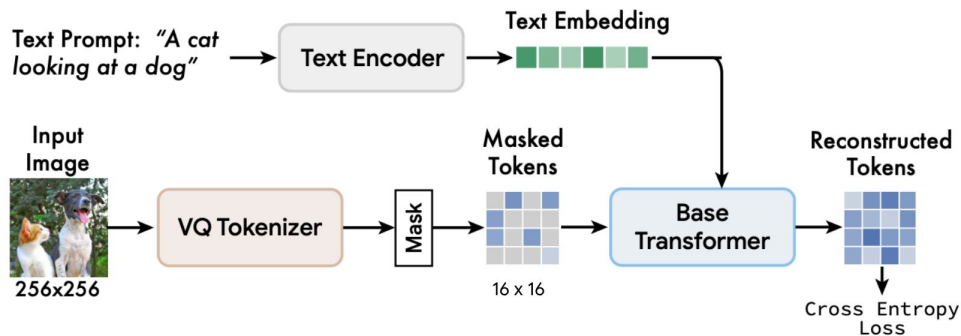 Text Embedding
Text Prompt: “A cat
looking at a dog”
Text Encoder
Input
Image
Masked
Tokens
Reconstructed
Tokens
VQ Tokenizer
Mask
Base
Transformer
256x256
16 x 16
Cross Entropy
Loss